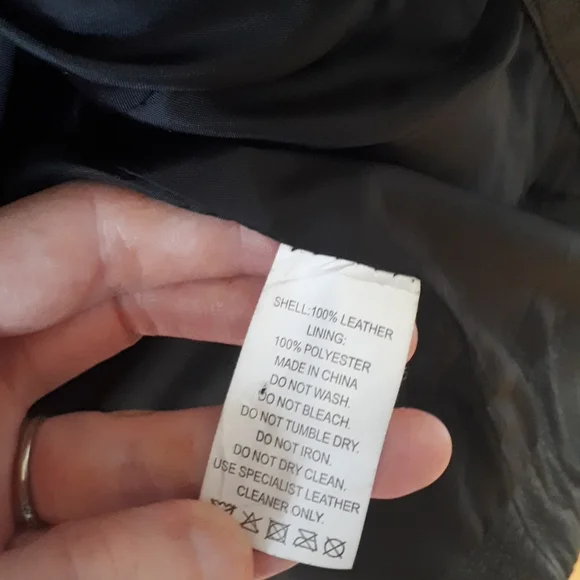 SHELL:100% LEATHER
LINING:
100% POLYESTER
MADE IN CHINA
DO NOT WASH.
DO NOT BLEACH.
DO NOT TUMBLE DRY.
DO NOT IRON.
DO NOT DRY CLEAN.
USE SPECIALIST LEATHER
CLEANER ONLY.